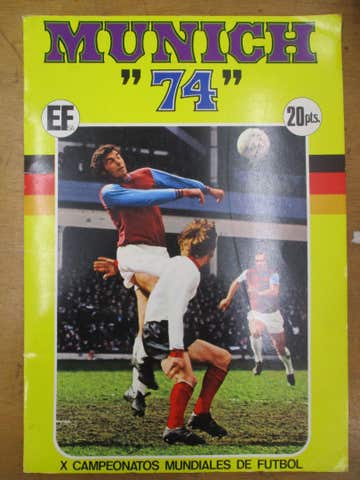 MUNICH
"74"
EF
20 pts.
X CAMPEONATOS MUNDIALES DE FUTBOL